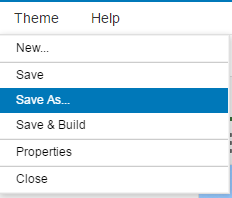 Theme Help
New...
Save
Save As...
Save & Build
Properties
Close